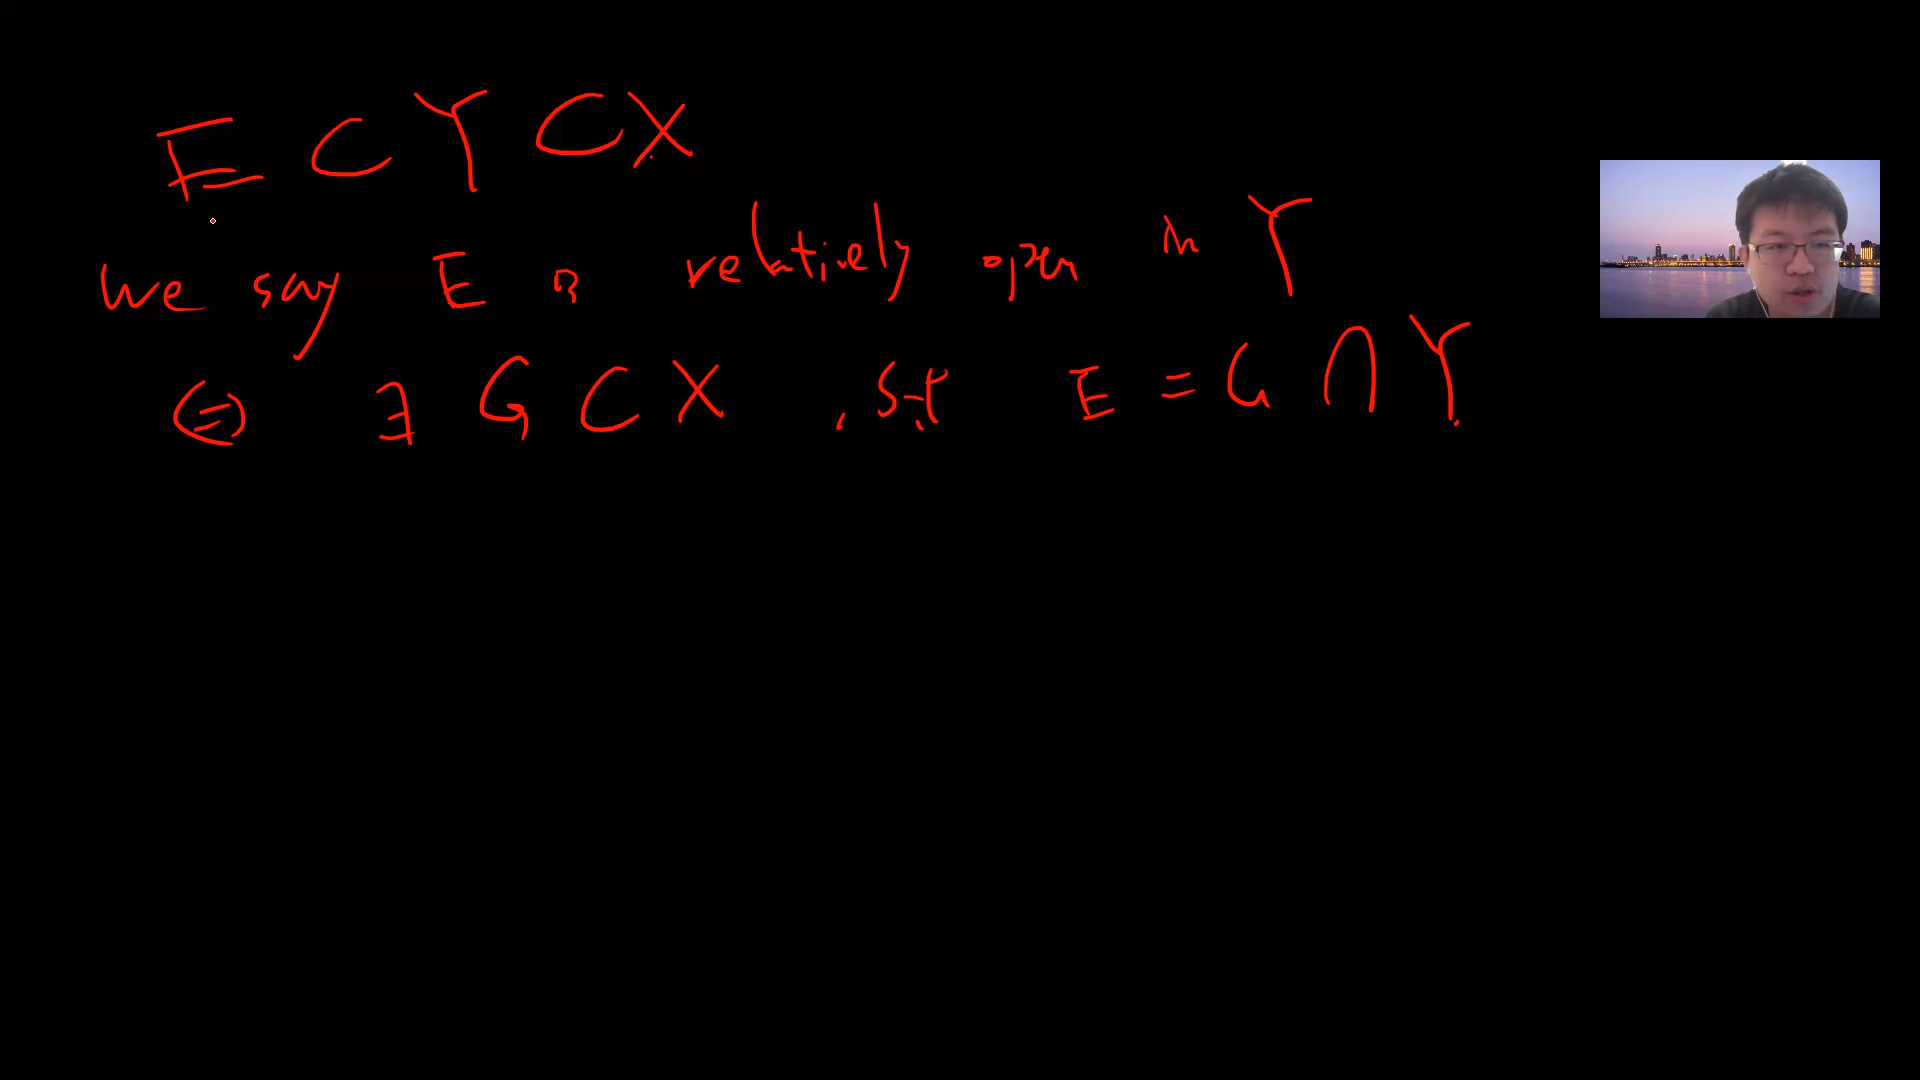 E ⊂ Y ⊂ X
We say E is relatively open in Y
⇔ ∃ G ⊂ X , s.t E = G ∩ Y.